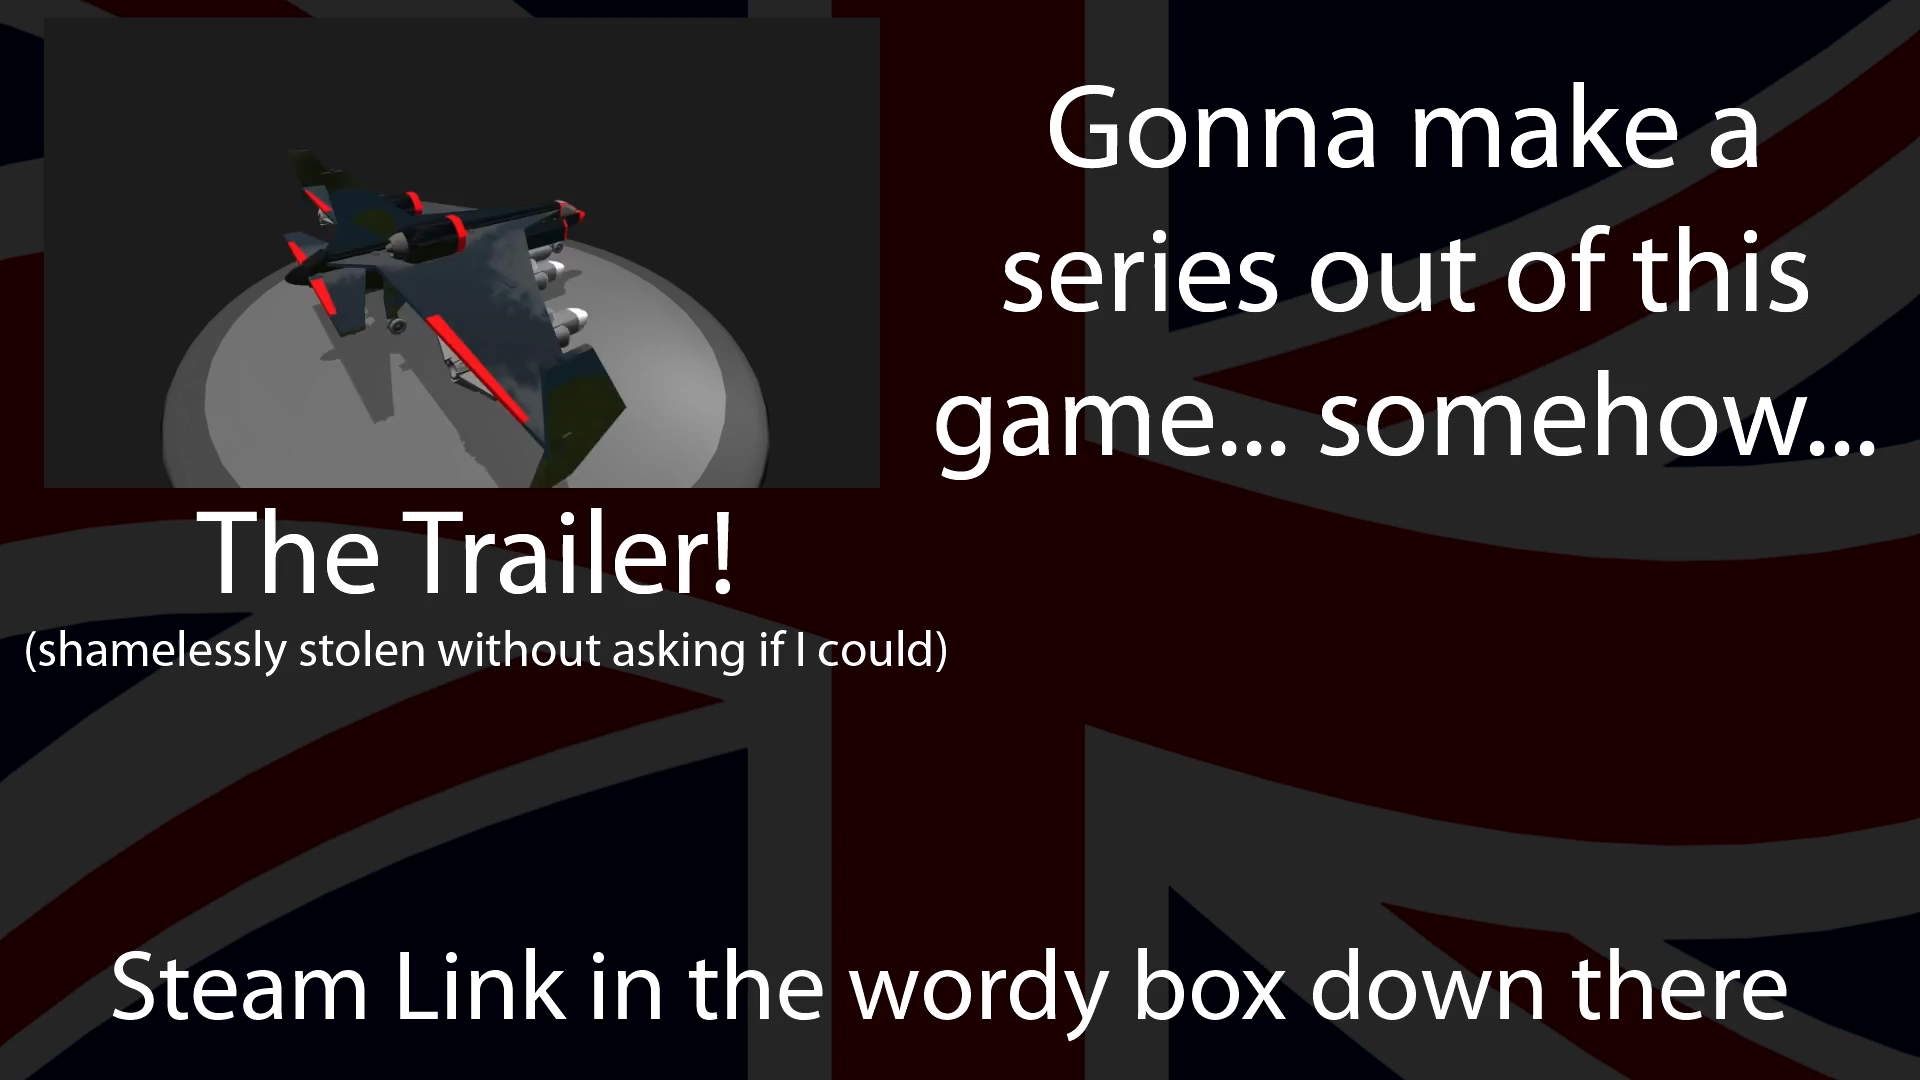 Gonna make a
series out of this
game... somehow...
The Trailer!
(shamelessly stolen without asking if I could)
Steam Link in the wordy box down there